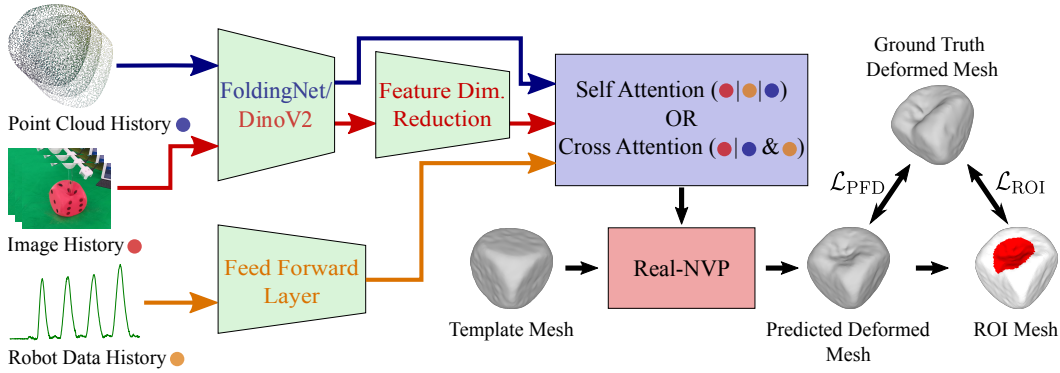 Point Cloud History
Image History
Robot Data History
FoldingNet/
DinoV2
Feature Dim.
Reduction
Feed Forward
Layer
Self Attention ( | | )
OR
Cross Attention ( | & )
Template Mesh
Real-NVP
Predicted Deformed
Mesh
ROI Mesh
Ground Truth
Deformed Mesh
ℒPFD
ℒROI